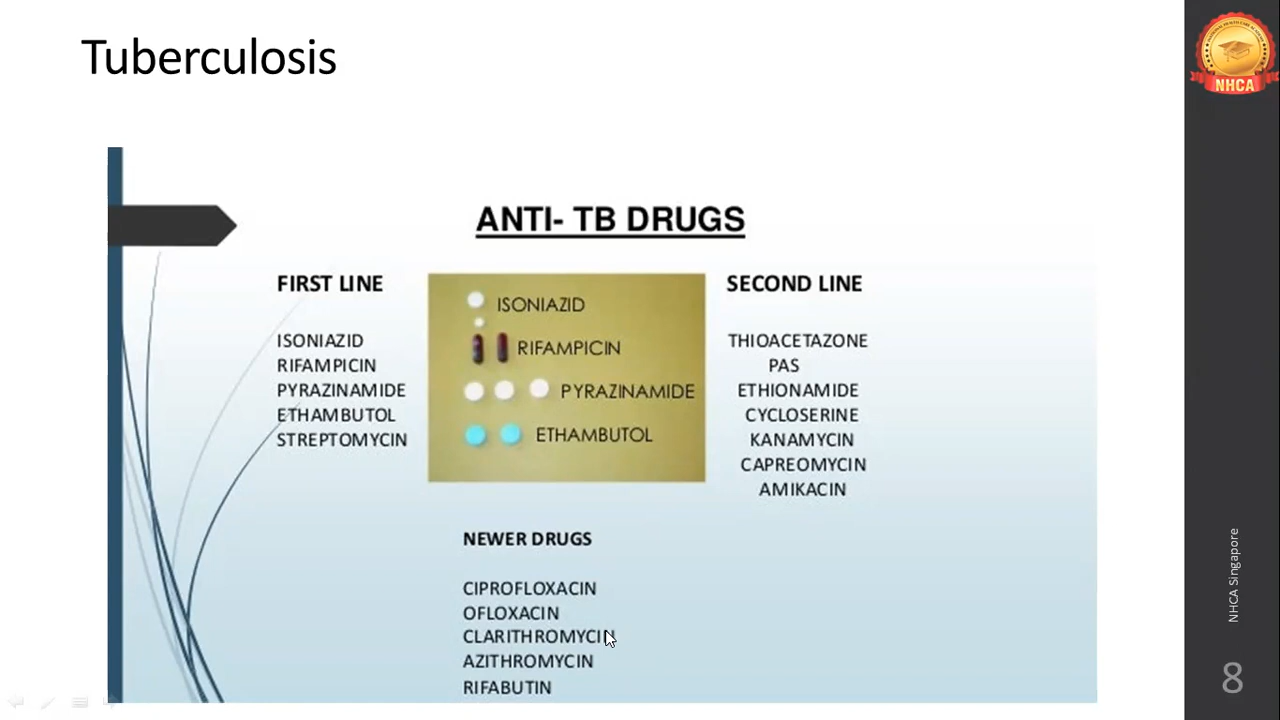 Tuberculosis
NHCA
ANTI- TB DRUGS
FIRST LINE
ISONIAZID
RIFAMPICIN
PYRAZINAMIDE
ETHAMBUTOL
STREPTOMYCIN
ISONIAZID
RIFAMPICIN
PYRAZINAMIDE
ETHAMBUTOL
SECOND LINE
THIOACETAZONE
PAS
ETHIONAMIDE
CYCLOSERINE
KANAMYCIN
CAPREOMYCIN
AMIKACIN
NEWER DRUGS
CIPROFLOXACIN
OFLOXACIN
CLARITHROMYCIN
AZITHROMYCIN
RIFABUTIN
NHCA Singapore
8